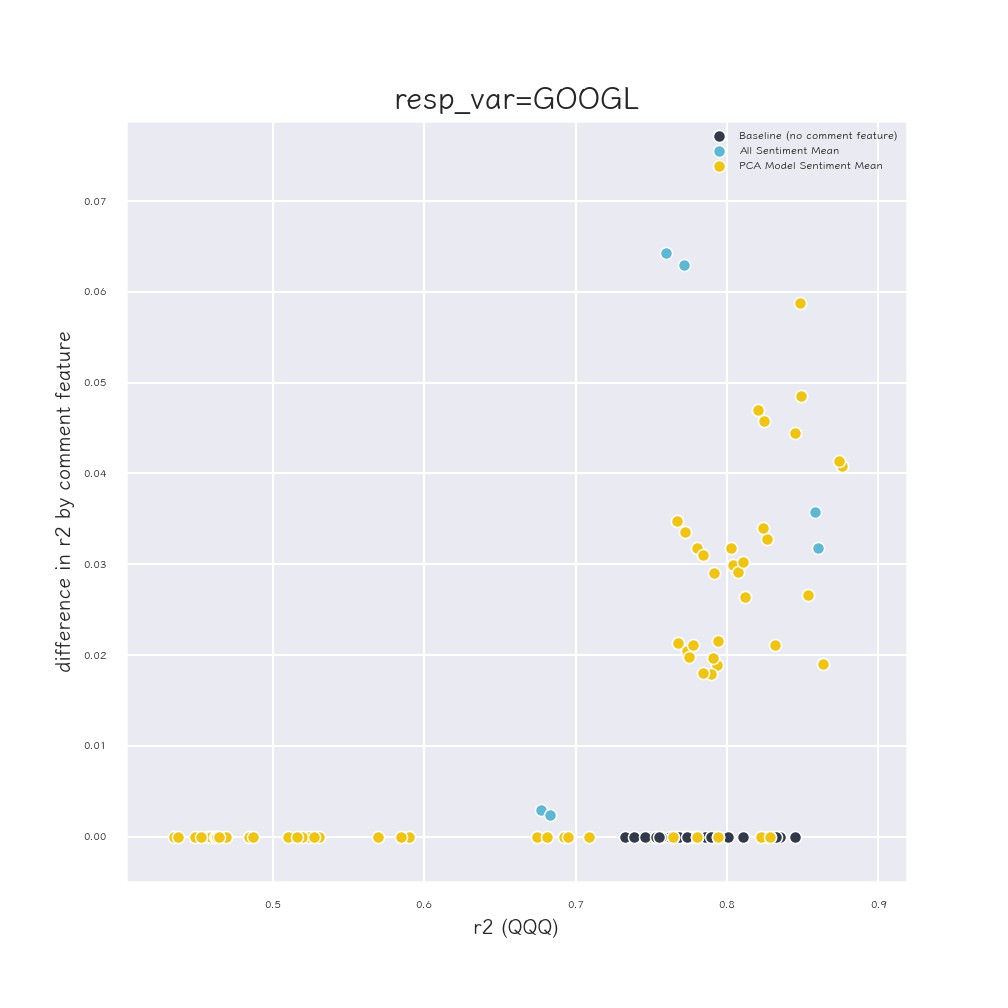 resp_var=GOOGL
Baseline (no comment feature)
All Sentiment Mean
PCA Model Sentiment Mean
difference in r2 by comment feature
0.07
0.06
0.05
0.04
0.03
0.02
0.01
0.00
0.5 0.6 0.7 0.8 0.9
r2 (QQQ)